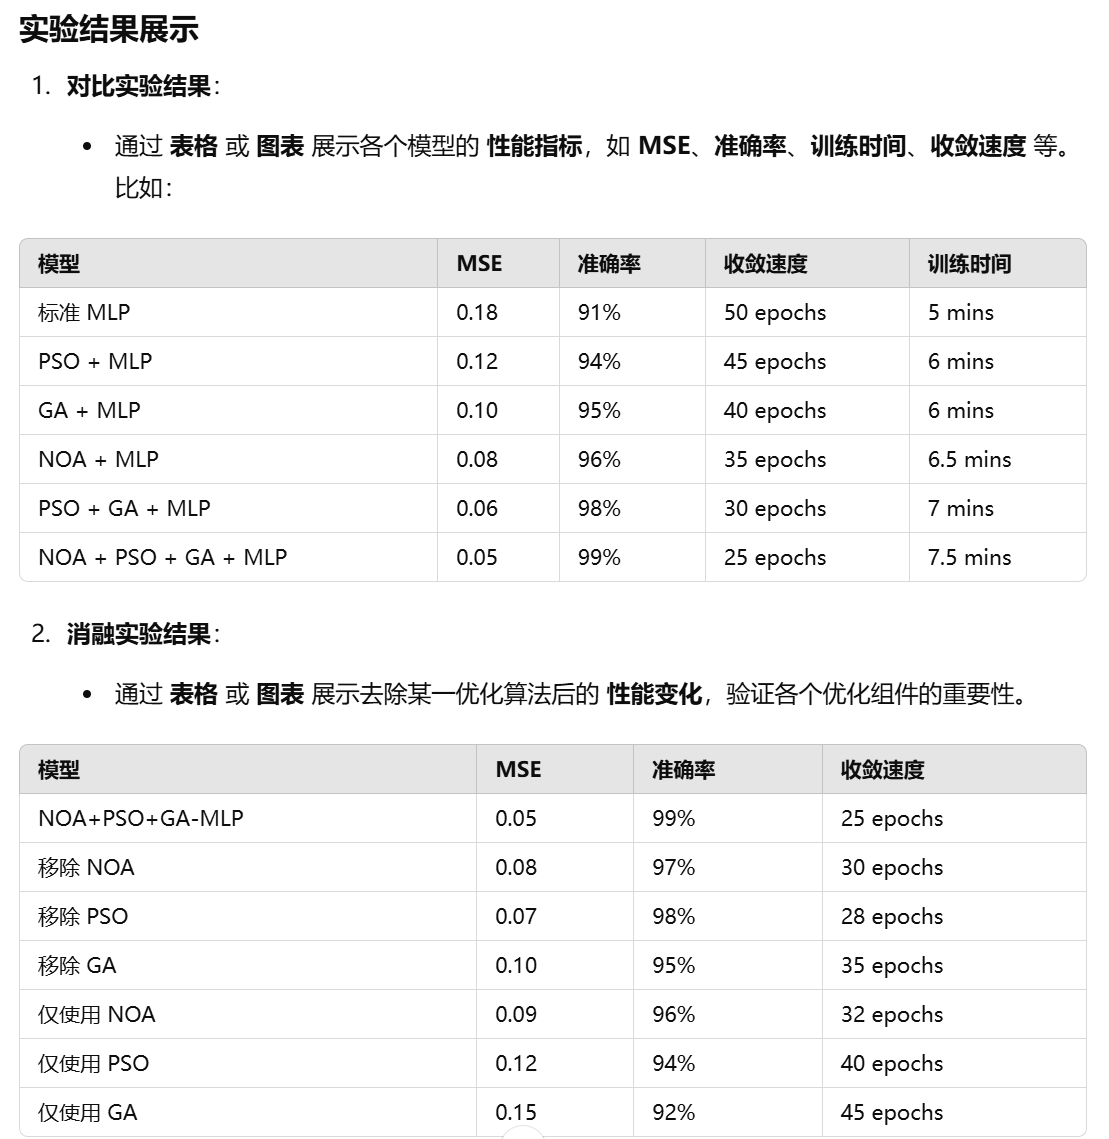 实验结果展示
1. 对比实验结果：
• 通过 表格 或 图表 展示各个模型的 性能指标，如 MSE、准确率、训练时间、收敛速度 等。
比如：
模型 MSE 准确率 收敛速度 训练时间
标准 MLP 0.18 91% 50 epochs 5 mins
PSO + MLP 0.12 94% 45 epochs 6 mins
GA + MLP 0.10 95% 40 epochs 6 mins
NOA + MLP 0.08 96% 35 epochs 6.5 mins
PSO + GA + MLP 0.06 98% 30 epochs 7 mins
NOA + PSO + GA + MLP 0.05 99% 25 epochs 7.5 mins
2. 消融实验结果：
• 通过 表格 或 图表 展示去除某一优化算法后的 性能变化，验证各个优化组件的重要性。
模型 MSE 准确率 收敛速度
NOA+PSO+GA-MLP 0.05 99% 25 epochs
移除 NOA 0.08 97% 30 epochs
移除 PSO 0.07 98% 28 epochs
移除 GA 0.10 95% 35 epochs
仅使用 NOA 0.09 96% 32 epochs
仅使用 PSO 0.12 94% 40 epochs
仅使用 GA 0.15 92% 45 epochs